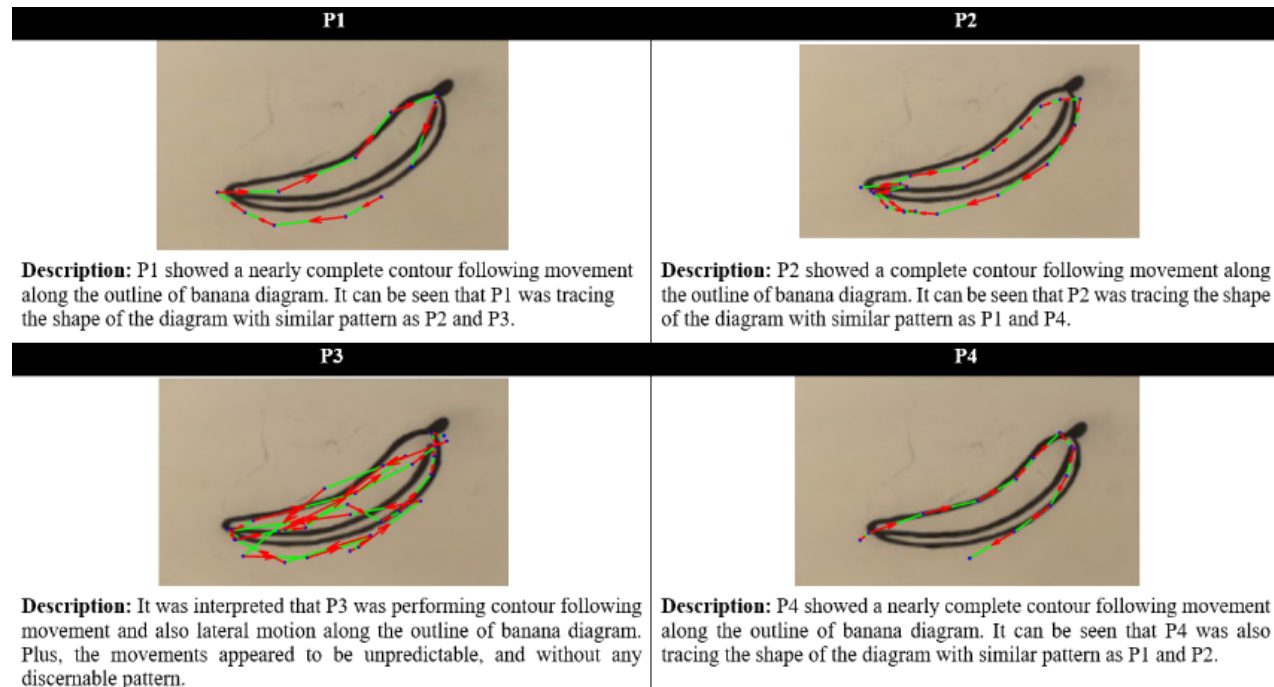 P1
P2
Description: P1 showed a nearly complete contour following movement
along the outline of banana diagram. It can be seen that P1 was tracing
the shape of the diagram with similar pattern as P2 and P3.
Description: P2 showed a complete contour following movement along
the outline of banana diagram. It can be seen that P2 was tracing the shape
of the diagram with similar pattern as P1 and P4.
P3
P4
Description: It was interpreted that P3 was performing contour following
movement and also lateral motion along the outline of banana diagram.
Plus, the movements appeared to be unpredictable, and without any
discernable pattern.
Description: P4 showed a nearly complete contour following movement
along the outline of banana diagram. It can be seen that P4 was also
tracing the shape of the diagram with similar pattern as P1 and P2.